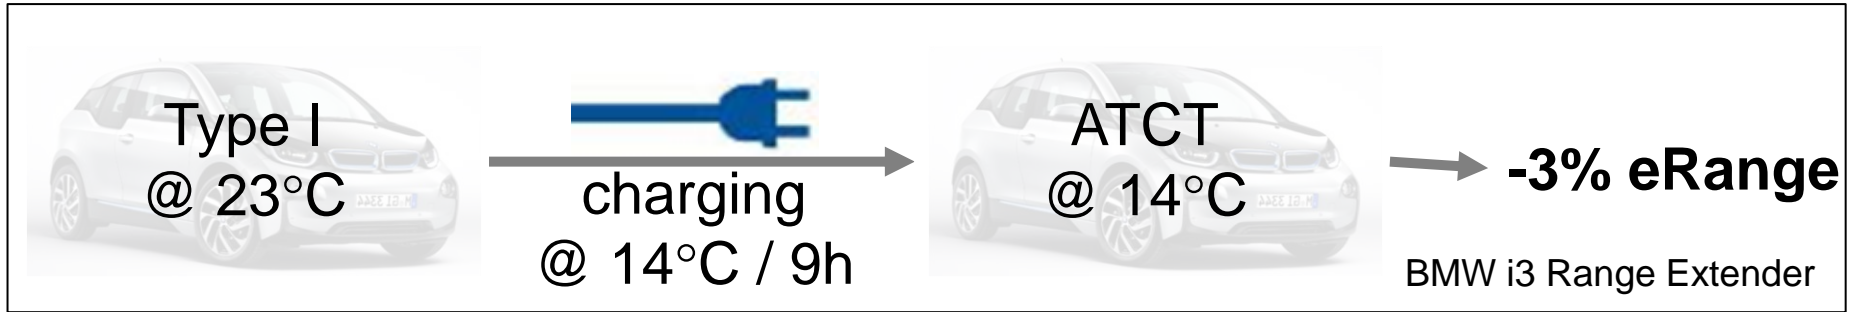 Type I
@ 23°C
charging
@ 14°C / 9h
ATCT
@ 14°C
-3% eRange
BMW i3 Range Extender